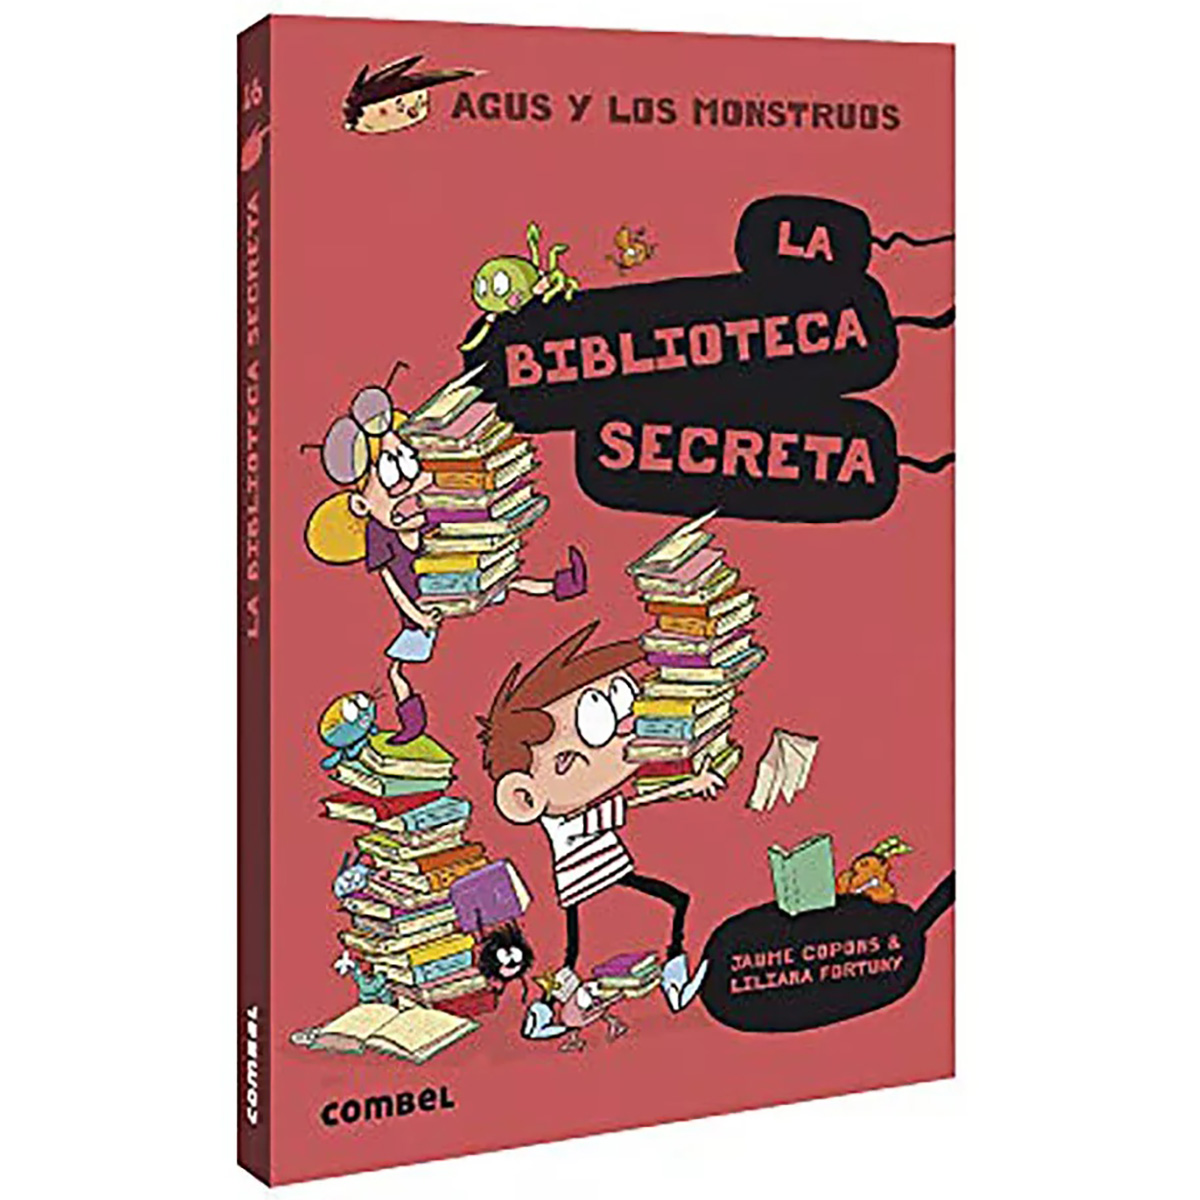 AGUS Y LOS MONSTRUOS
LA
BIBLIOTECA
SECRETA
JAUME COPONS &
LILIANA FORTUNY
COMBEL
16
LA BIBLIOTECA SECRETA
COMBEL